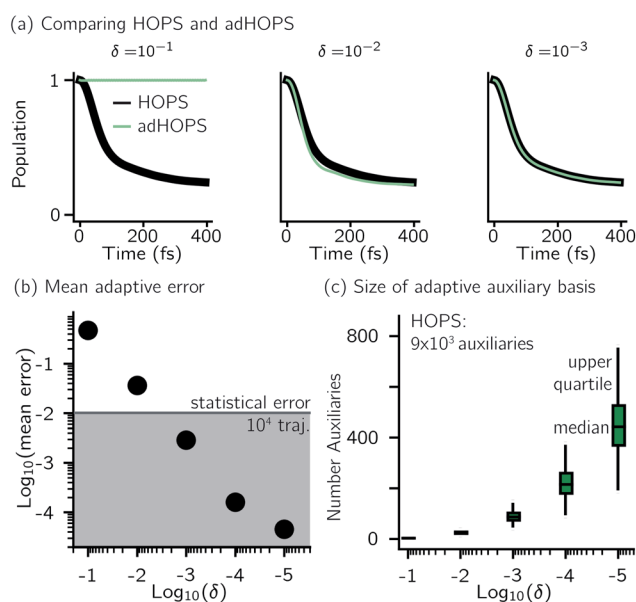 (a) Comparing HOPS and adHOPS
δ =10⁻¹
δ =10⁻²
δ =10⁻³
Population
1
0
HOPS
adHOPS
0 200 400
0 200 400
0 200 400
Time (fs)
Time (fs)
Time (fs)
(b) Mean adaptive error
Log₁₀(mean error)
-1
-2
-3
-4
statistical error
10⁴ traj.
-1 -2 -3 -4 -5
Log₁₀(δ)
(c) Size of adaptive auxiliary basis
Number Auxiliaries
800
400
0
HOPS:
9x10³ auxiliaries
upper
quartile
median
-1 -2 -3 -4 -5
Log₁₀(δ)